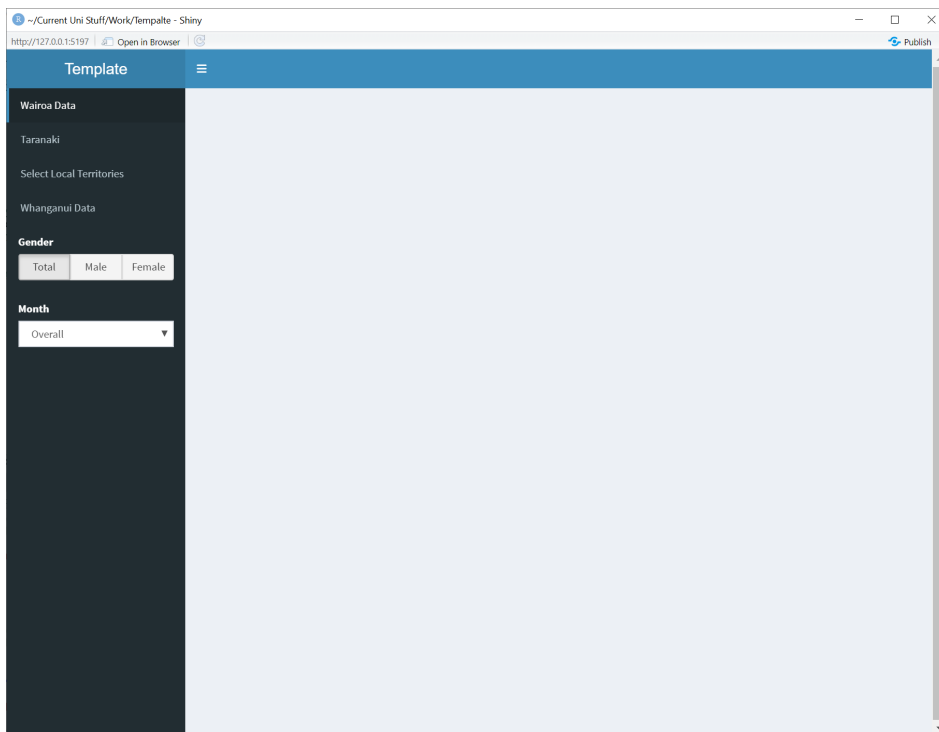 ~/Current Uni Stuff/Work/Tempalte - Shiny
http://127.0.0.1:5197 Open in Browser Publish
Template
Wairoa Data
Taranaki
Select Local Territories
Whanganui Data
Gender
Total Male Female
Month
Overall